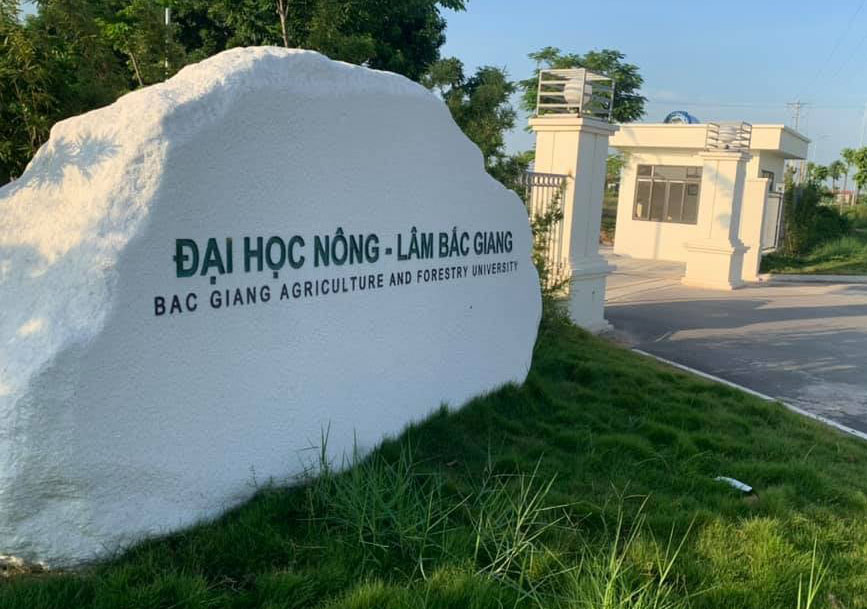 ĐẠI HỌC NÔNG - LÂM BẮC GIANG
BAC GIANG AGRICULTURE AND FORESTRY UNIVERSITY